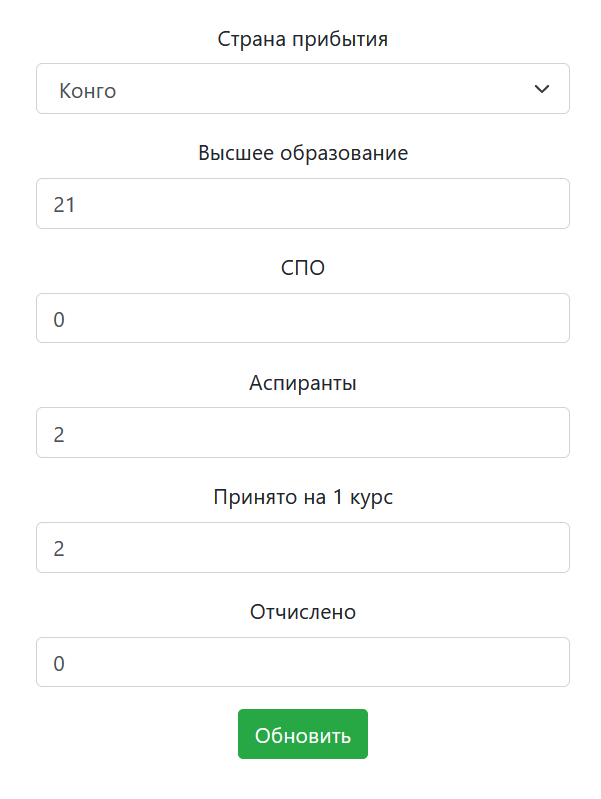 Страна прибытия
Конго
Высшее образование
21
СПО
0
Аспиранты
2
Принято на 1 курс
2
Отчислено
0
Обновить